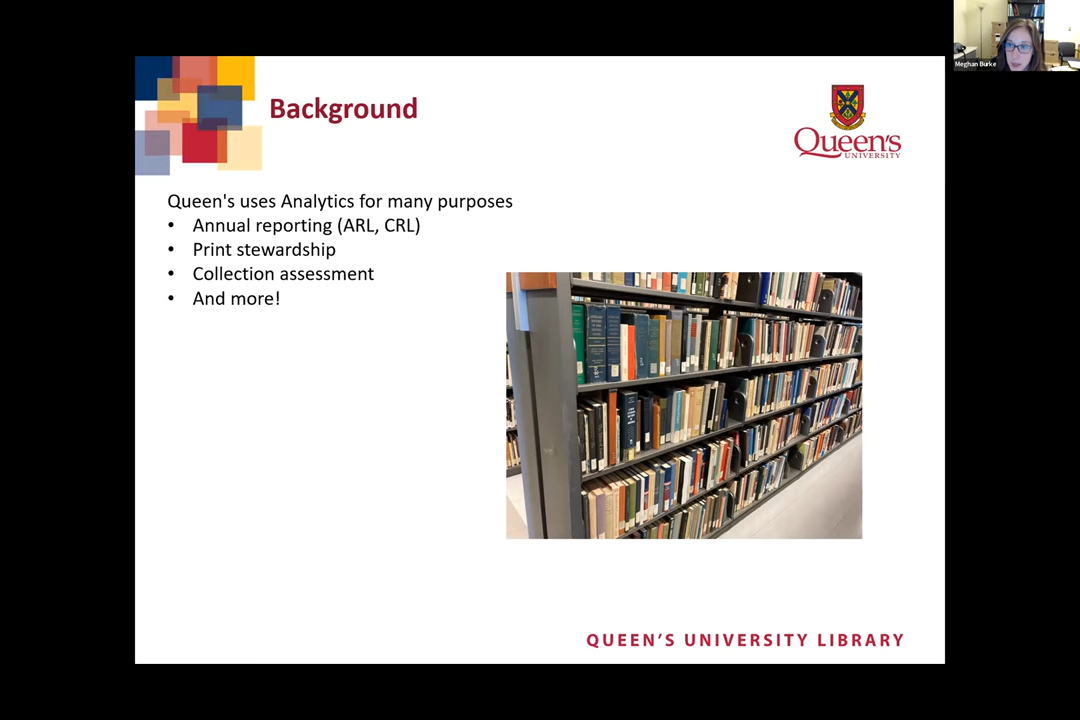 Meghan Burke
Background
Queen's
UNIVERSITY
Queen's uses Analytics for many purposes
• Annual reporting (ARL, CRL)
• Print stewardship
• Collection assessment
• And more!
QUEEN'S UNIVERSITY LIBRARY